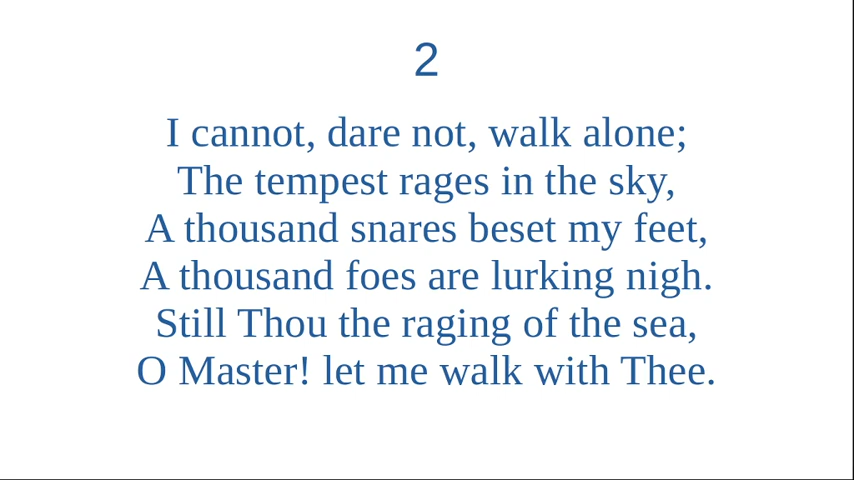 2
I cannot, dare not, walk alone;
The tempest rages in the sky,
A thousand snares beset my feet,
A thousand foes are lurking nigh.
Still Thou the raging of the sea,
O Master! let me walk with Thee.